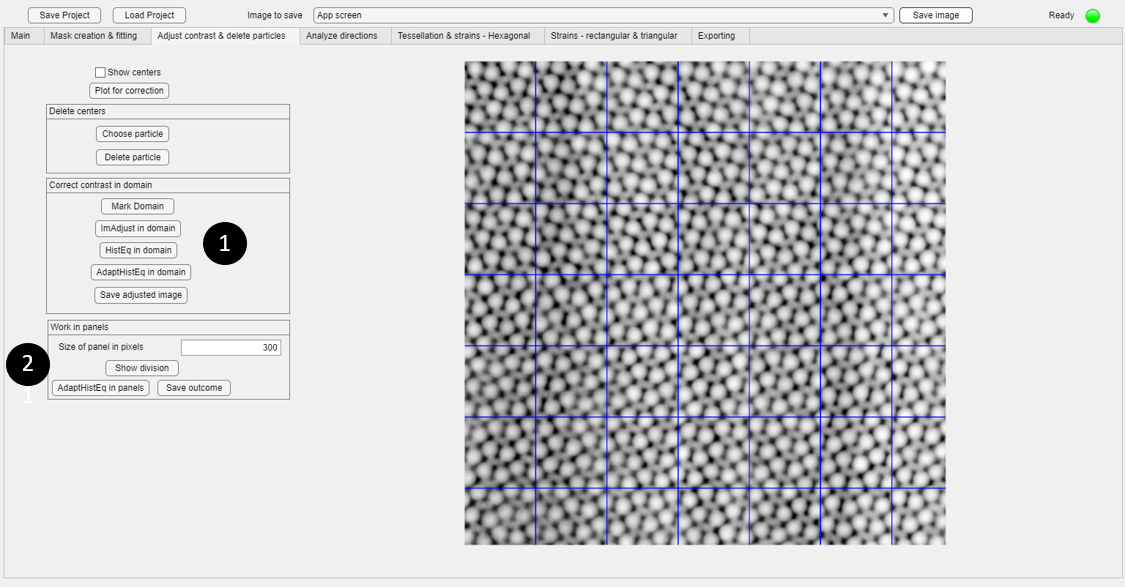 Save Project Load Project Image to save App screen Save image Ready
Main Mask creation & fitting Adjust contrast & delete particles Analyze directions Tessellation & strains - Hexagonal Strains - rectangular & triangular Exporting
Show centers
Plot for correction
Delete centers
Choose particle
Delete particle
Correct contrast in domain
Mark Domain
ImAdjust in domain
1
HistEq in domain
AdaptHistEq in domain
Save adjusted image
Work in panels
Size of panel in pixels 300
2
Show division
AdaptHistEq in panels Save outcome
1